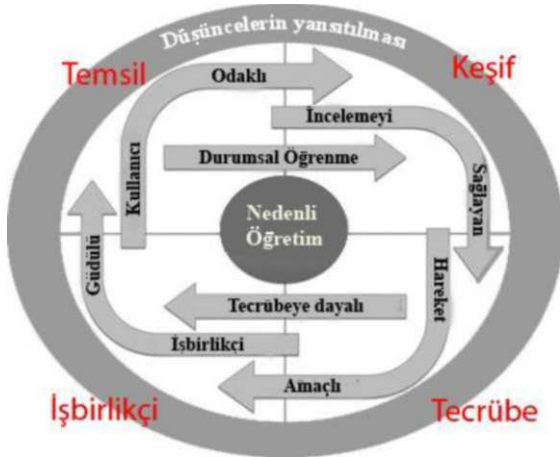 Düşüncelerin yansıtılması
Temsil
Keşif
Kullanıcı Odaklı
İncelemeyi Sağlayan
Durumsal Öğrenme
Nedenli
Öğretim
Hareket Amaçlı
Tecrübeye dayalı
İşbirlikçi Güdülü
İşbirlikçi
Tecrübe